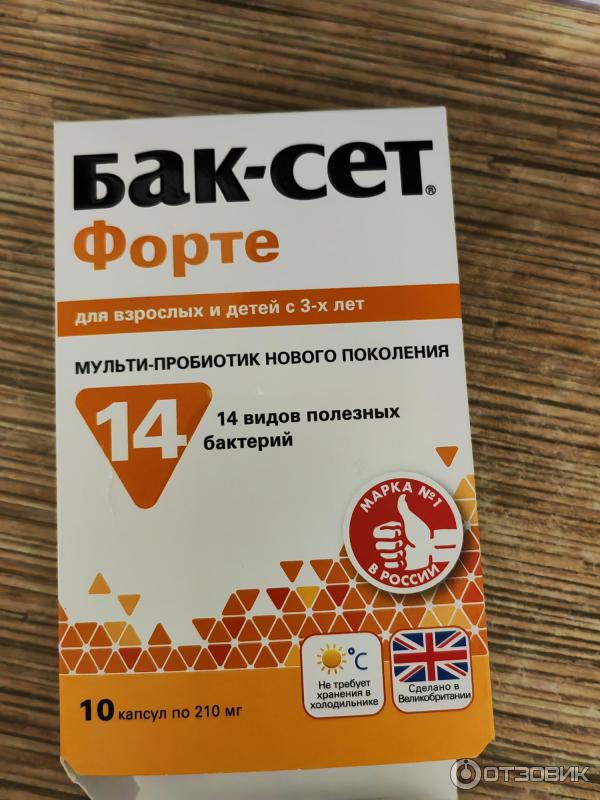 Бак-сет®
Форте
для взрослых и детей с 3-х лет
МУЛЬТИ-ПРОБИОТИК НОВОГО ПОКОЛЕНИЯ
14
14 видов полезных
бактерий
МАРКА №1
В РОССИИ
°C
Не требует
хранения в
холодильнике
Сделано в
Великобритании
10 капсул по 210 мг
ОТЗОВИК